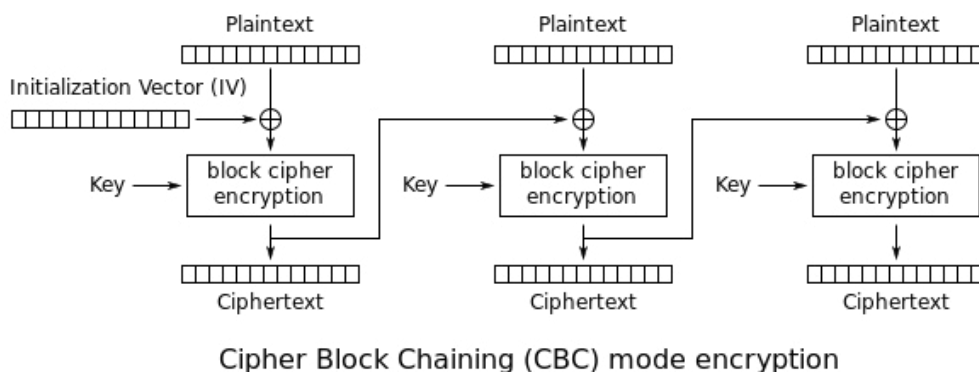 Plaintext
Plaintext
Plaintext
Initialization Vector (IV)
Key
block cipher
encryption
Key
block cipher
encryption
Key
block cipher
encryption
Ciphertext
Ciphertext
Ciphertext
Cipher Block Chaining (CBC) mode encryption